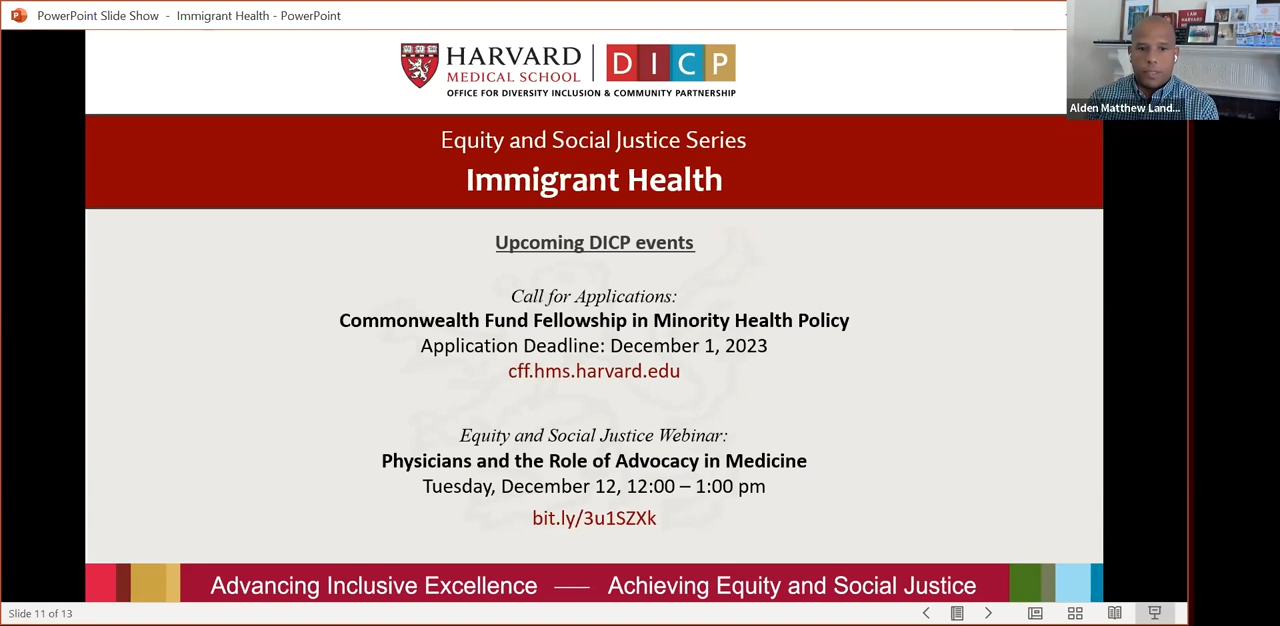 PowerPoint Slide Show - Immigrant Health - PowerPoint
I AM
HARVARD
Alden Matthew Land...
HARVARD
MEDICAL SCHOOL
DICP
OFFICE FOR DIVERSITY INCLUSION & COMMUNITY PARTNERSHIP
Equity and Social Justice Series
Immigrant Health
Upcoming DICP events
Call for Applications:
Commonwealth Fund Fellowship in Minority Health Policy
Application Deadline: December 1, 2023
cff.hms.harvard.edu
Equity and Social Justice Webinar:
Physicians and the Role of Advocacy in Medicine
Tuesday, December 12, 12:00 – 1:00 pm
bit.ly/3u1SZXk
Advancing Inclusive Excellence — Achieving Equity and Social Justice
Slide 11 of 13